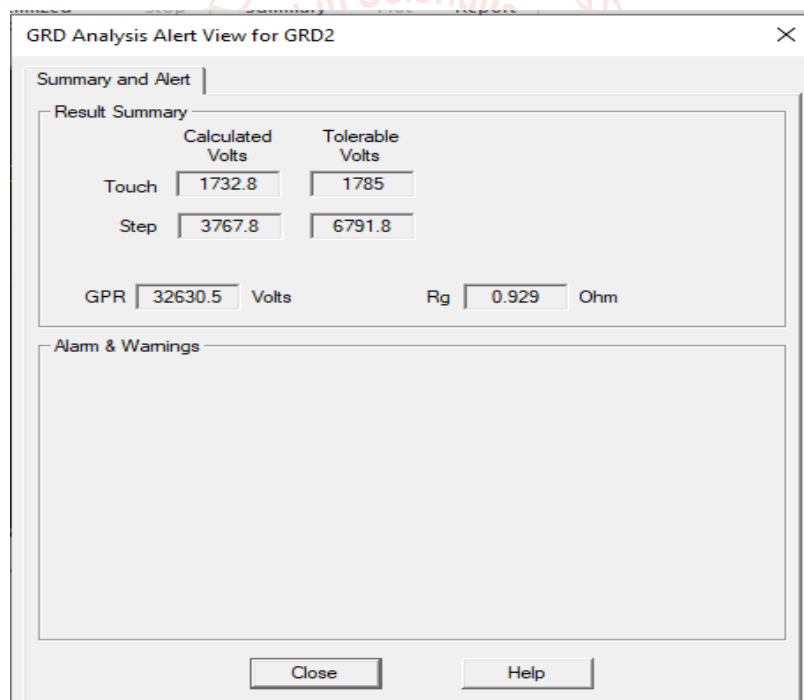 GRD Analysis Alert View for GRD2
Summary and Alert
Result Summary
Calculated Volts Tolerable Volts
Touch 1732.8 1785
Step 3767.8 6791.8
GPR 32630.5 Volts Rg 0.929 Ohm
Alarm & Warnings
Close Help